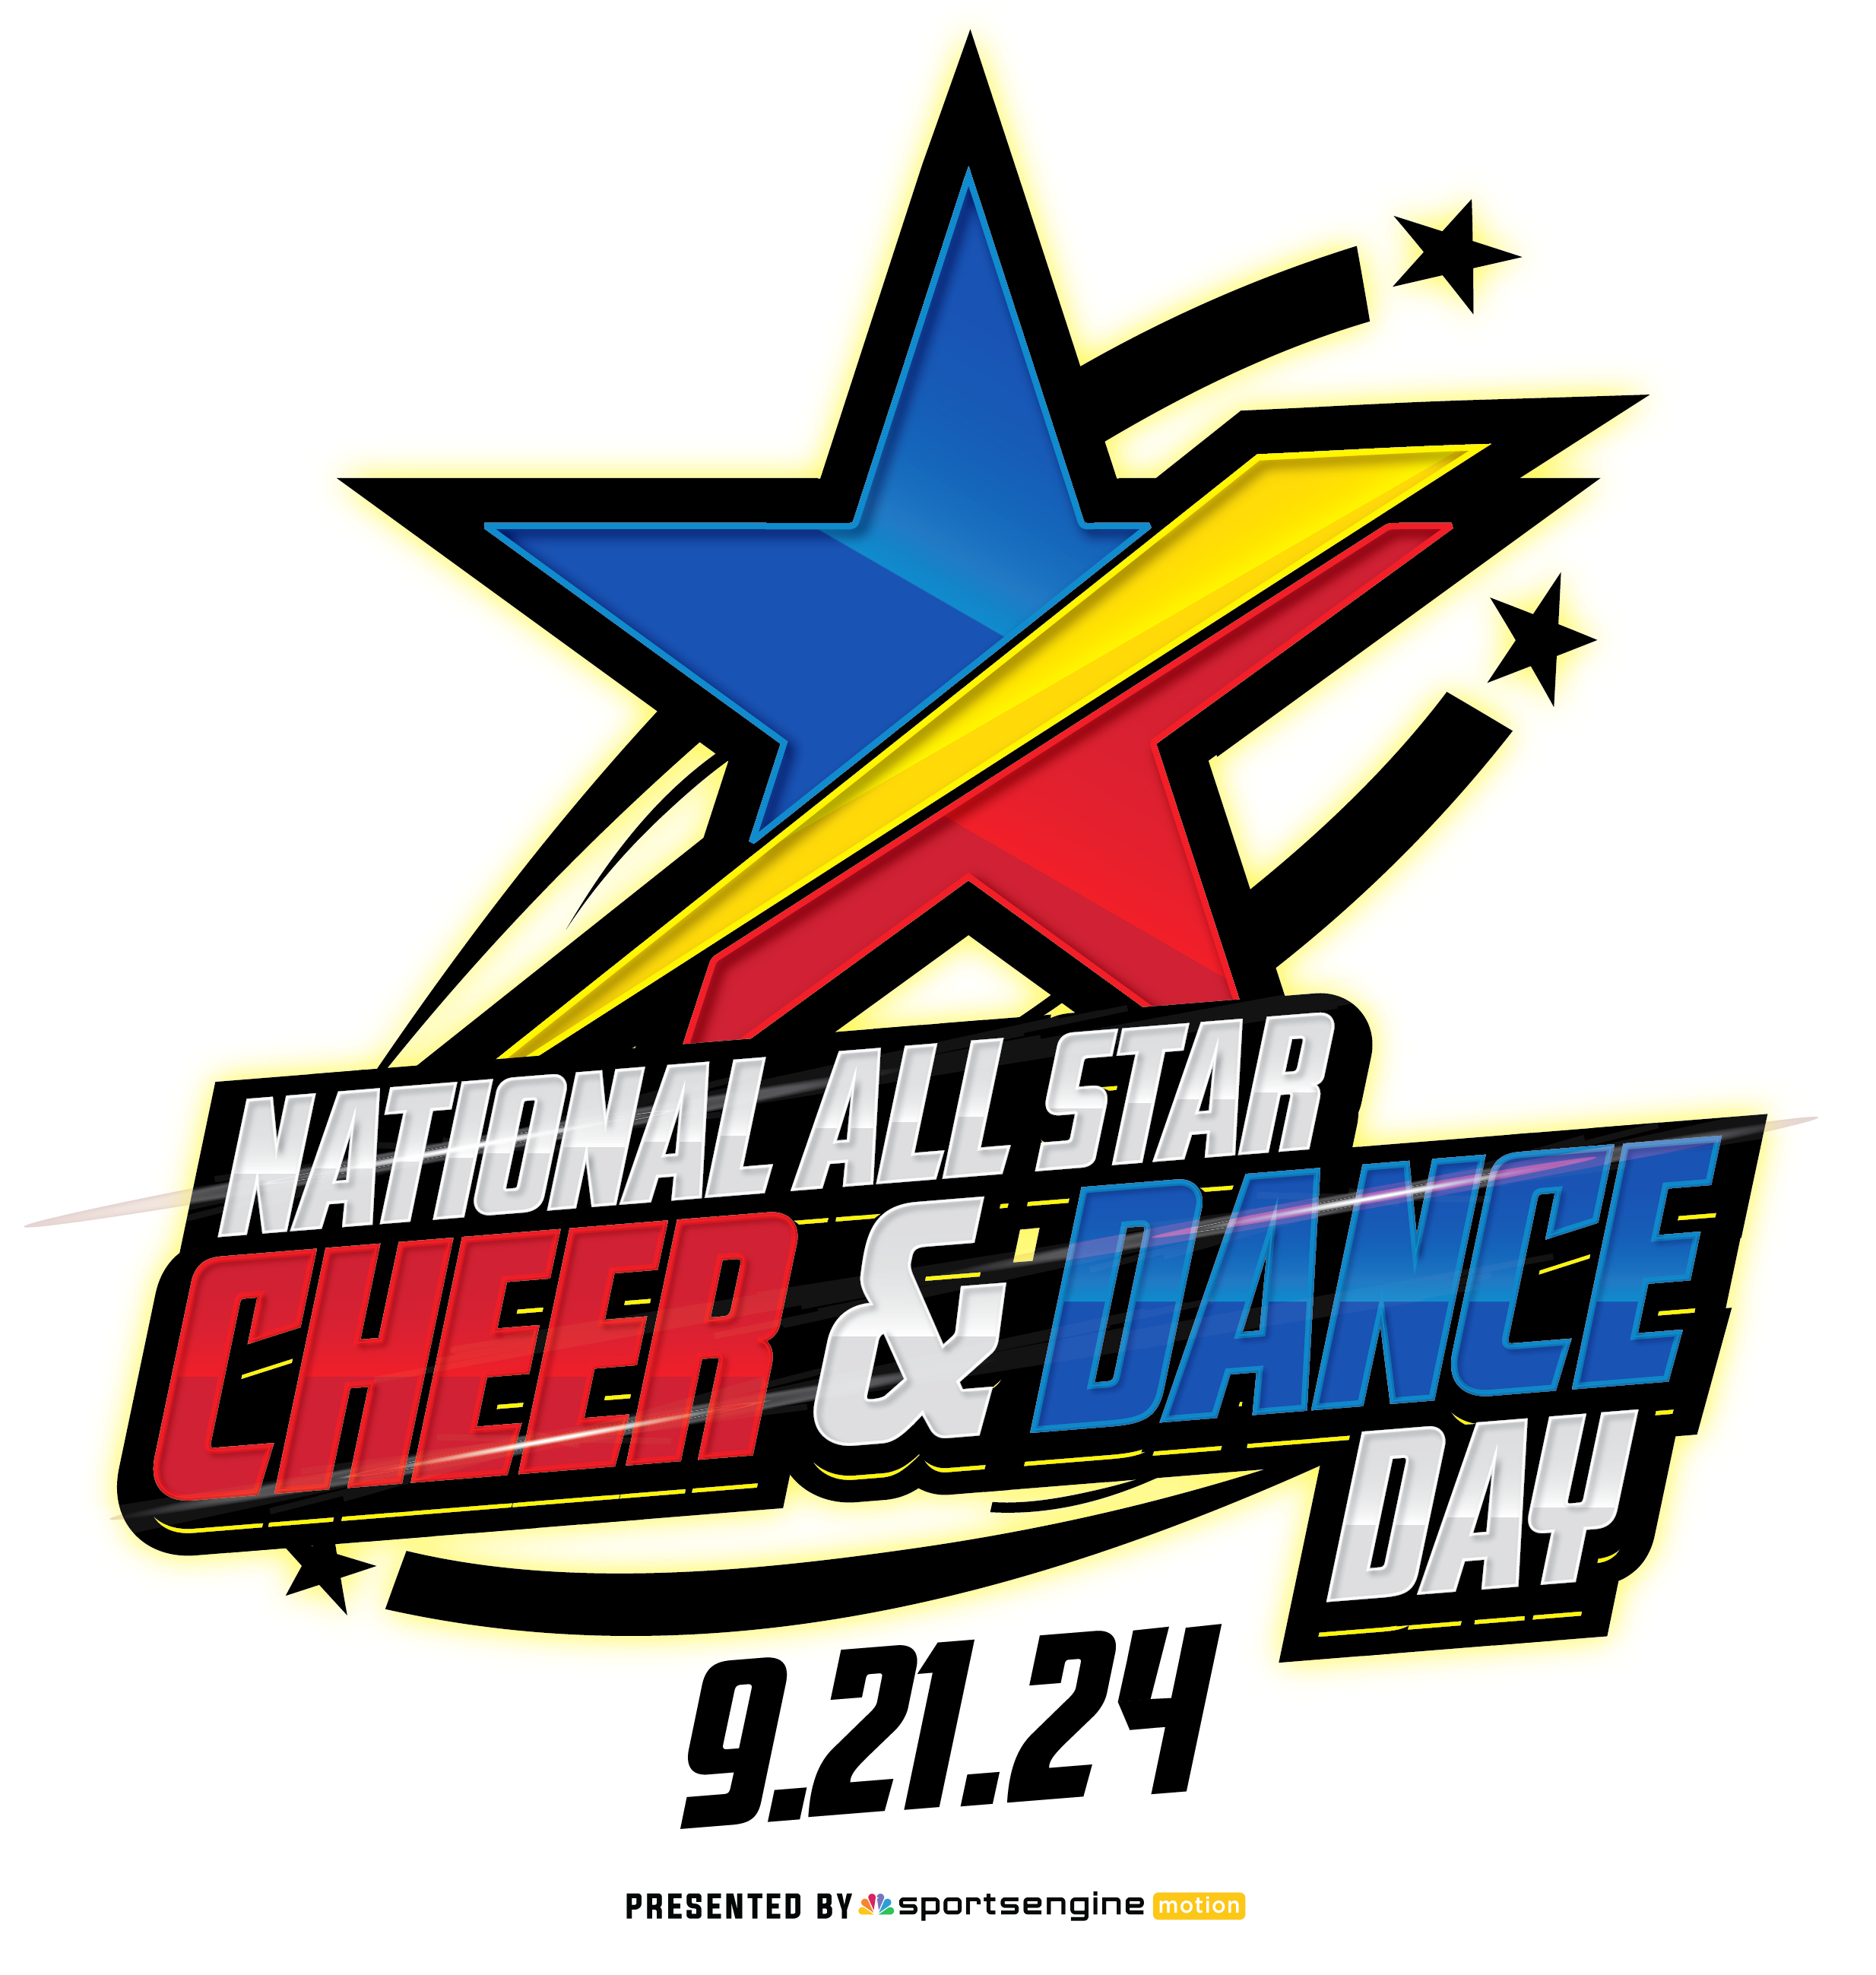 NATIONAL ALL STAR
CHEER & DANCE
DAY
9.21.24
PRESENTED BY sportsengine motion